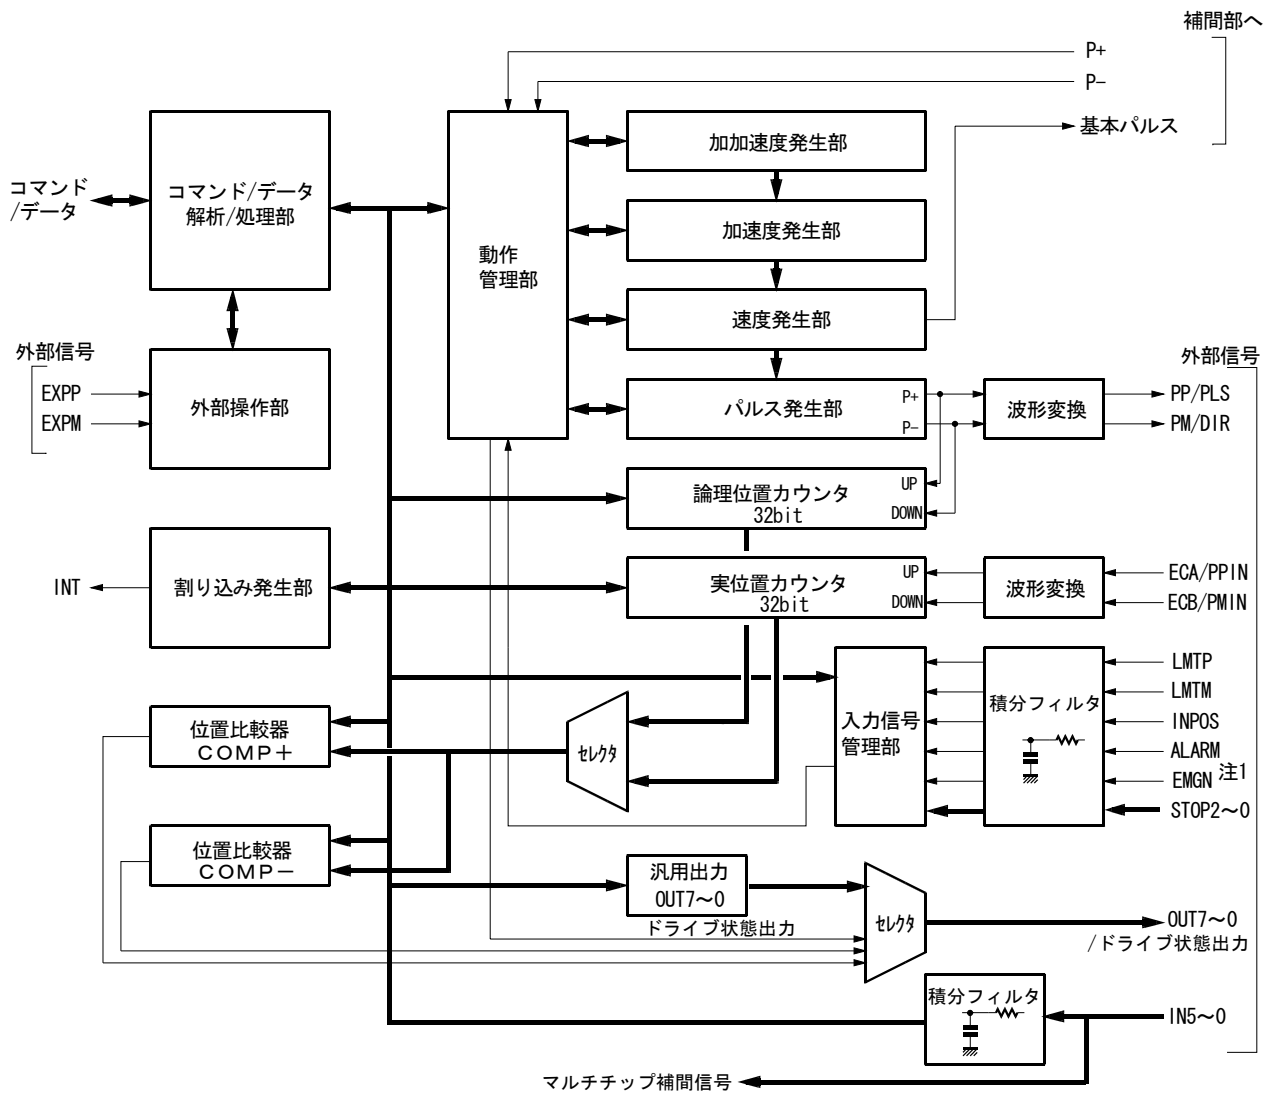 補間部へ
P+
P−
基本パルス
コマンド
/データ
コマンド/データ
解析/処理部
動作
管理部
加加速度発生部
加速度発生部
速度発生部
外部信号
EXPP
EXPM
外部操作部
パルス発生部
P+
P−
波形変換
外部信号
PP/PLS
PM/DIR
論理位置カウンタ
32bit
UP
DOWN
INT
割り込み発生部
実位置カウンタ
32bit
UP
DOWN
波形変換
ECA/PPIN
ECB/PMIN
位置比較器
COMP+
セレクタ
入力信号
管理部
積分フィルタ
LMTP
LMTM
INPOS
ALARM
EMGN 注1
STOP2～0
位置比較器
COMP−
汎用出力
OUT7～0
ドライブ状態出力
セレクタ
OUT7～0
/ドライブ状態出力
積分フィルタ
IN5～0
マルチチップ補間信号